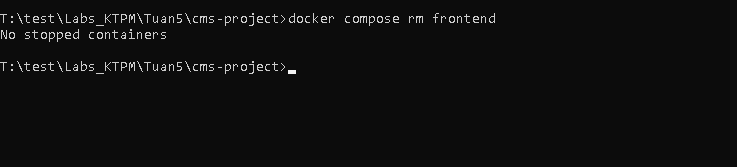 T:\test\Labs_KTPM\Tuan5\cms-project>docker compose rm frontend
No stopped containers
T:\test\Labs_KTPM\Tuan5\cms-project>